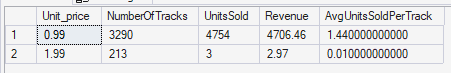 Unit_price NumberOfTracks UnitsSold Revenue AvgUnitsSoldPerTrack
1 0.99 3290 4754 4706.46 1.440000000000
2 1.99 213 3 2.97 0.010000000000